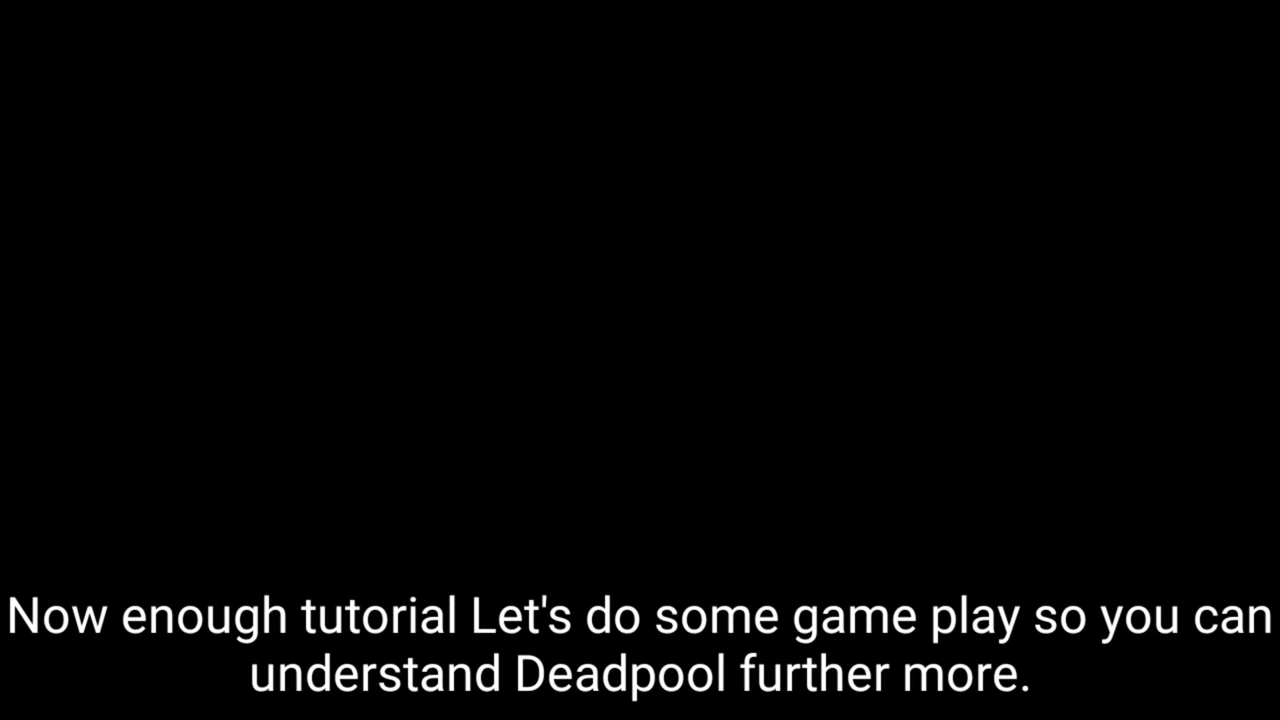 Now enough tutorial Let's do some game play so you can
understand Deadpool further more.